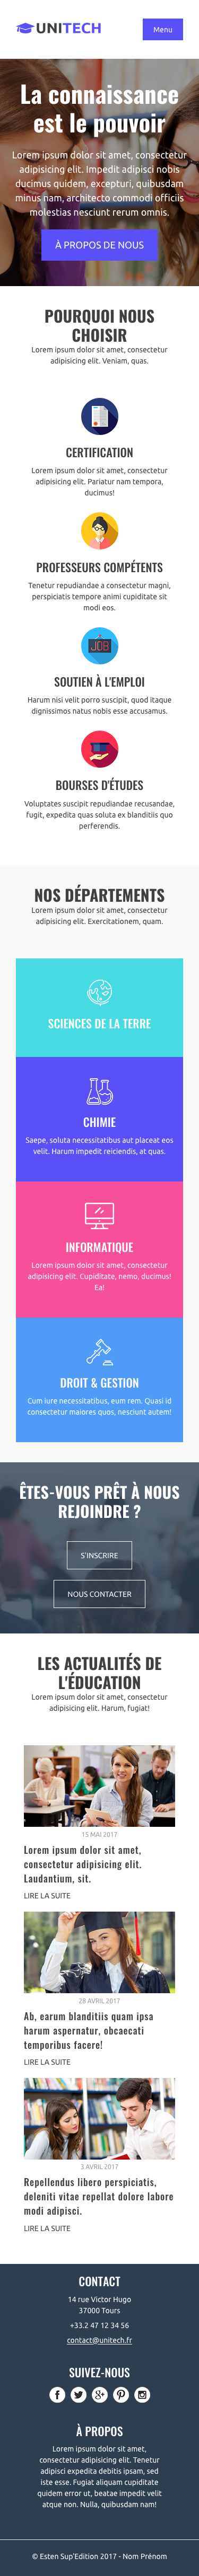 UNITECH
Menu
La connaissance
est le pouvoir
Lorem ipsum dolor sit amet, consectetur
adipisicing elit. Impedit adipisci nobis
ducimus quidem, excepturi, quibusdam
minus nam, architecto commodi officiis
molestias nesciunt rerum omnis.
À PROPOS DE NOUS
POURQUOI NOUS
CHOISIR
Lorem ipsum dolor sit amet, consectetur
adipisicing elit. Veniam, quas.
CERTIFICATION
Lorem ipsum dolor sit amet, consectetur
adipisicing elit. Pariatur nam tempora,
ducimus!
PROFESSEURS COMPÉTENTS
Tenetur repudiandae a consectetur magni,
perspiciatis tempore animi cupiditate sit
modi eos.
JOB
SOUTIEN À L'EMPLOI
Harum nisi velit porro suscipit, quod itaque
dignissimos natus nobis esse accusamus.
BOURSES D'ÉTUDES
Voluptates suscipit repudiandae recusandae,
fugit, expedita quas soluta ex blanditiis quo
perferendis.
NOS DÉPARTEMENTS
Lorem ipsum dolor sit amet, consectetur
adipisicing elit. Exercitationem, quam.
SCIENCES DE LA TERRE
CHIMIE
Saepe, soluta necessitatibus aut placeat eos
velit. Harum impedit reiciendis, at quas.
INFORMATIQUE
Lorem ipsum dolor sit amet, consectetur
adipisicing elit. Cupiditate, nemo, ducimus!
Ea!
DROIT & GESTION
Cum iure necessitatibus, eum rem. Quasi id
consectetur maiores quos, nesciunt autem!
ÊTES-VOUS PRÊT À NOUS
REJOINDRE ?
S'INSCRIRE
NOUS CONTACTER
LES ACTUALITÉS DE
L'ÉDUCATION
Lorem ipsum dolor sit amet, consectetur
adipisicing elit. Harum, fugiat!
15 MAI 2017
Lorem ipsum dolor sit amet,
consectetur adipisicing elit.
Laudantium, sit.
LIRE LA SUITE
28 AVRIL 2017
Ab, earum blanditiis quam ipsa
harum aspernatur, obcaecati
temporibus facere!
LIRE LA SUITE
3 AVRIL 2017
Repellendus libero perspiciatis,
deleniti vitae repellat dolore labore
modi adipisci.
LIRE LA SUITE
CONTACT
14 rue Victor Hugo
37000 Tours
+33.2 47 12 34 56
contact@unitech.fr
SUIVEZ-NOUS
À PROPOS
Lorem ipsum dolor sit amet,
consectetur adipisicing elit. Tenetur
adipisci expedita debitis ipsam, sed
iste esse. Fugiat aliquam cupiditate
quidem error ut, beatae impedit velit
atque non. Nulla, quibusdam nam!
© Esten Sup'Edition 2017 - Nom Prénom